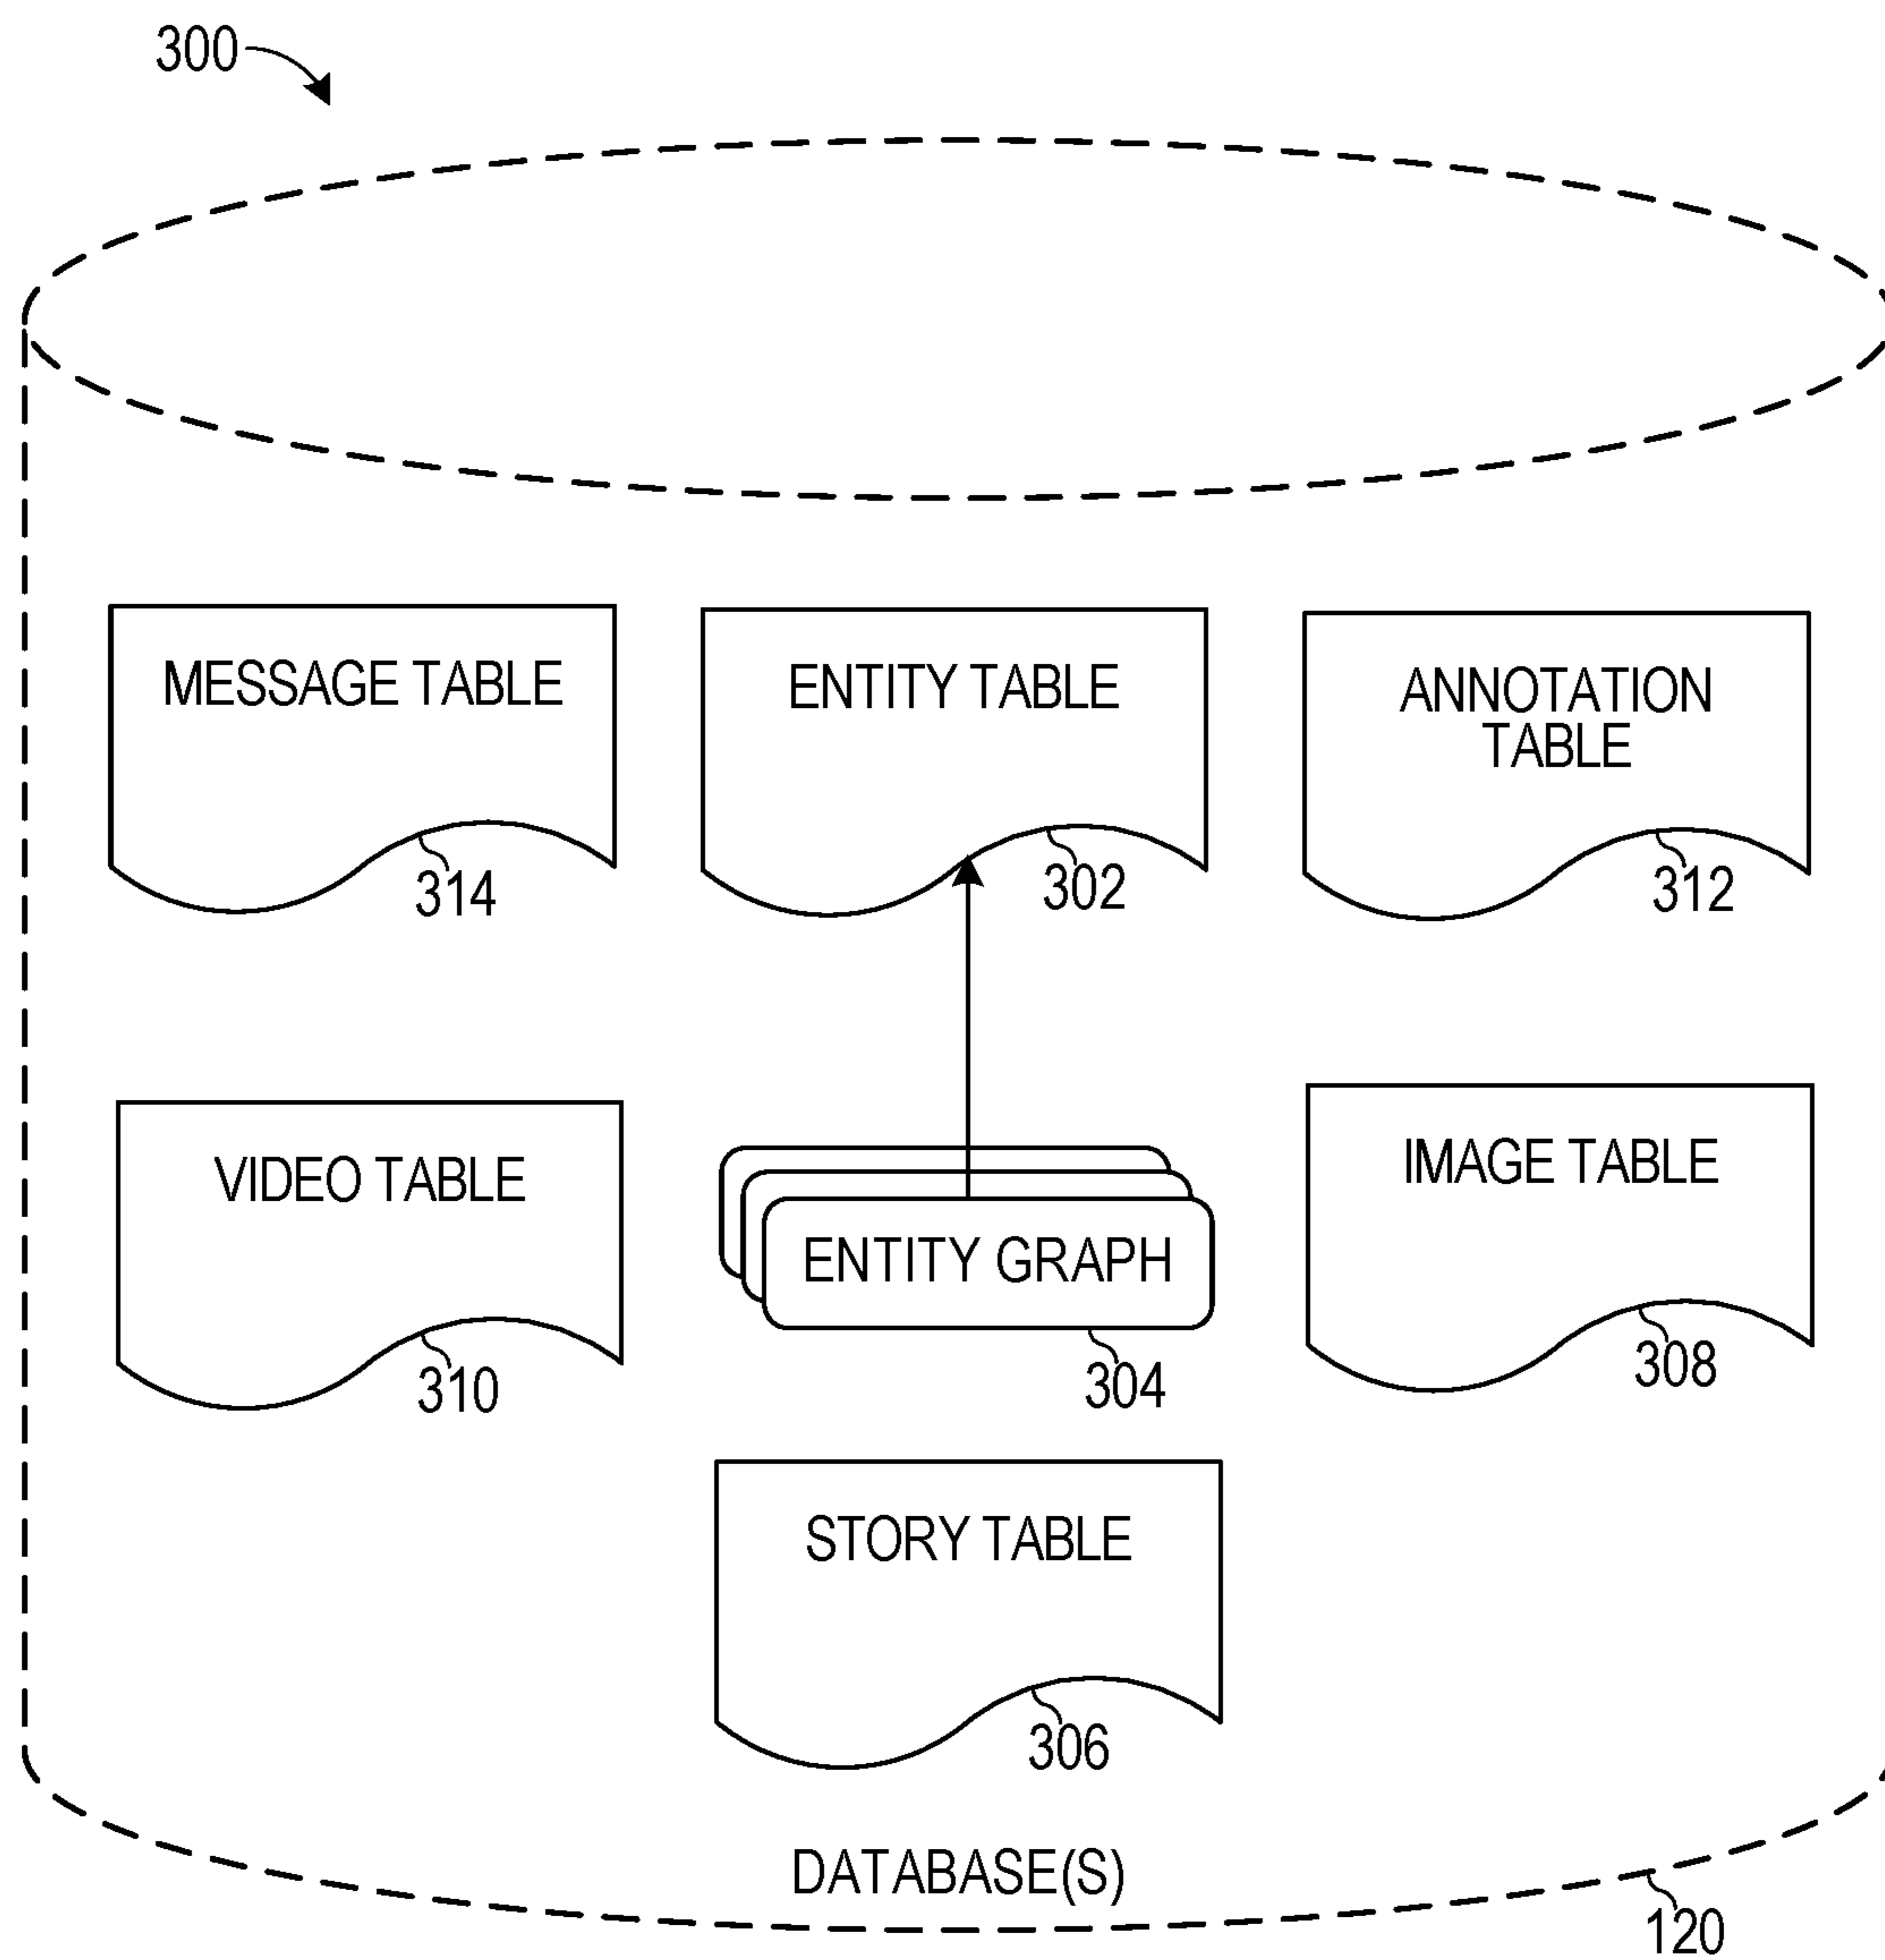 300
MESSAGE TABLE
314
ENTITY TABLE
302
ANNOTATION
TABLE
312
VIDEO TABLE
310
ENTITY GRAPH
304
IMAGE TABLE
308
STORY TABLE
306
DATABASE(S)
120